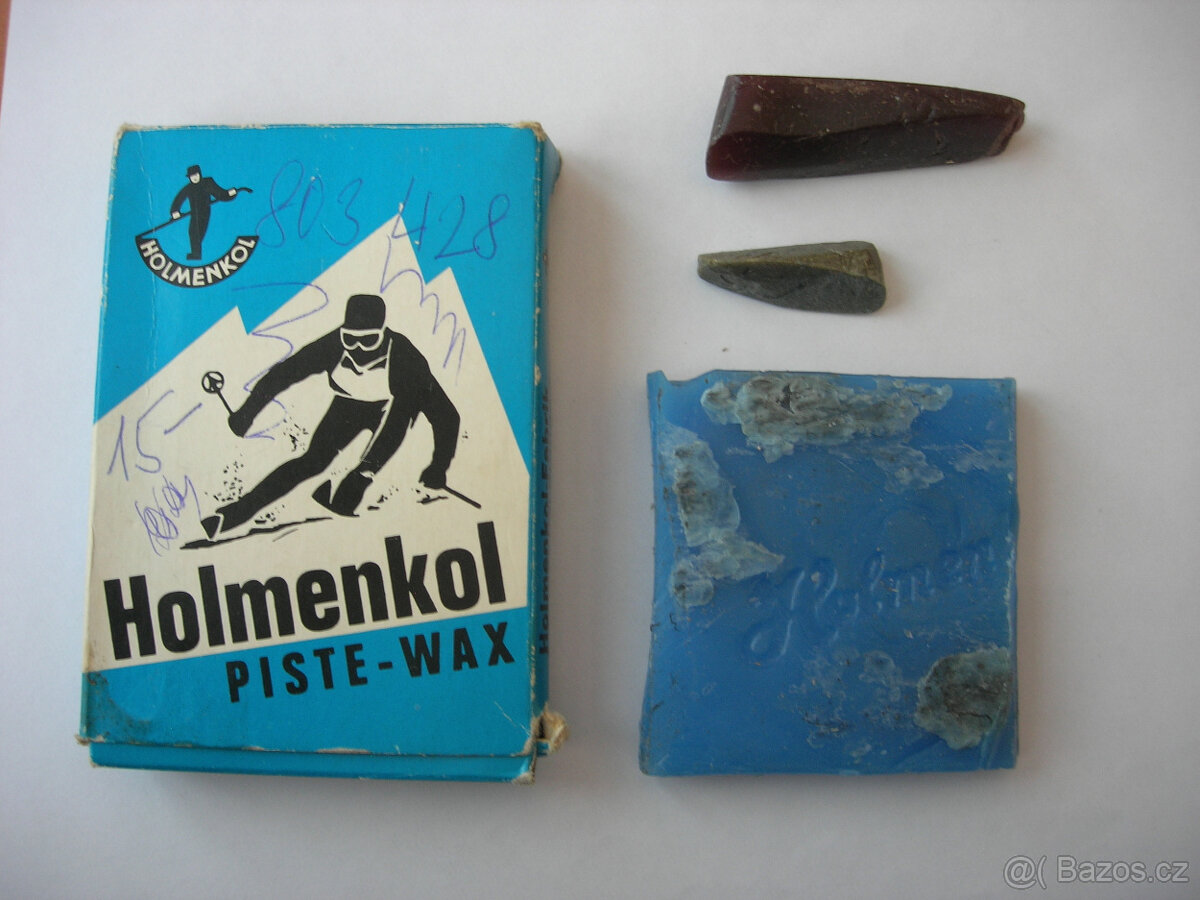 803 428
HOLMENKOL
15-
Holmenkol
PISTE-WAX
Holmen
@( Bazos.cz